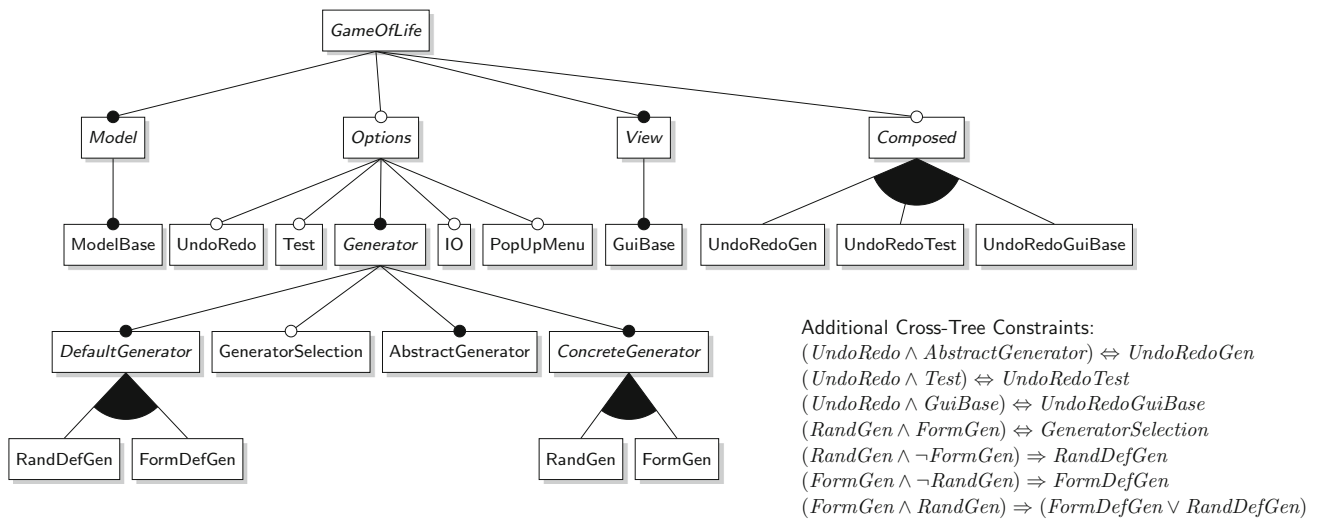 GameOfLife
Model
Options
View
Composed
ModelBase
UndoRedo
Test
Generator
IO
PopUpMenu
GuiBase
UndoRedoGen
UndoRedoTest
UndoRedoGuiBase
DefaultGenerator
GeneratorSelection
AbstractGenerator
ConcreteGenerator
RandDefGen
FormDefGen
RandGen
FormGen
Additional Cross-Tree Constraints:
(UndoRedo ∧ AbstractGenerator) ⇔ UndoRedoGen
(UndoRedo ∧ Test) ⇔ UndoRedoTest
(UndoRedo ∧ GuiBase) ⇔ UndoRedoGuiBase
(RandGen ∧ FormGen) ⇔ GeneratorSelection
(RandGen ∧ ¬FormGen) ⇒ RandDefGen
(FormGen ∧ ¬RandGen) ⇒ FormDefGen
(FormGen ∧ RandGen) ⇒ (FormDefGen ∨ RandDefGen)